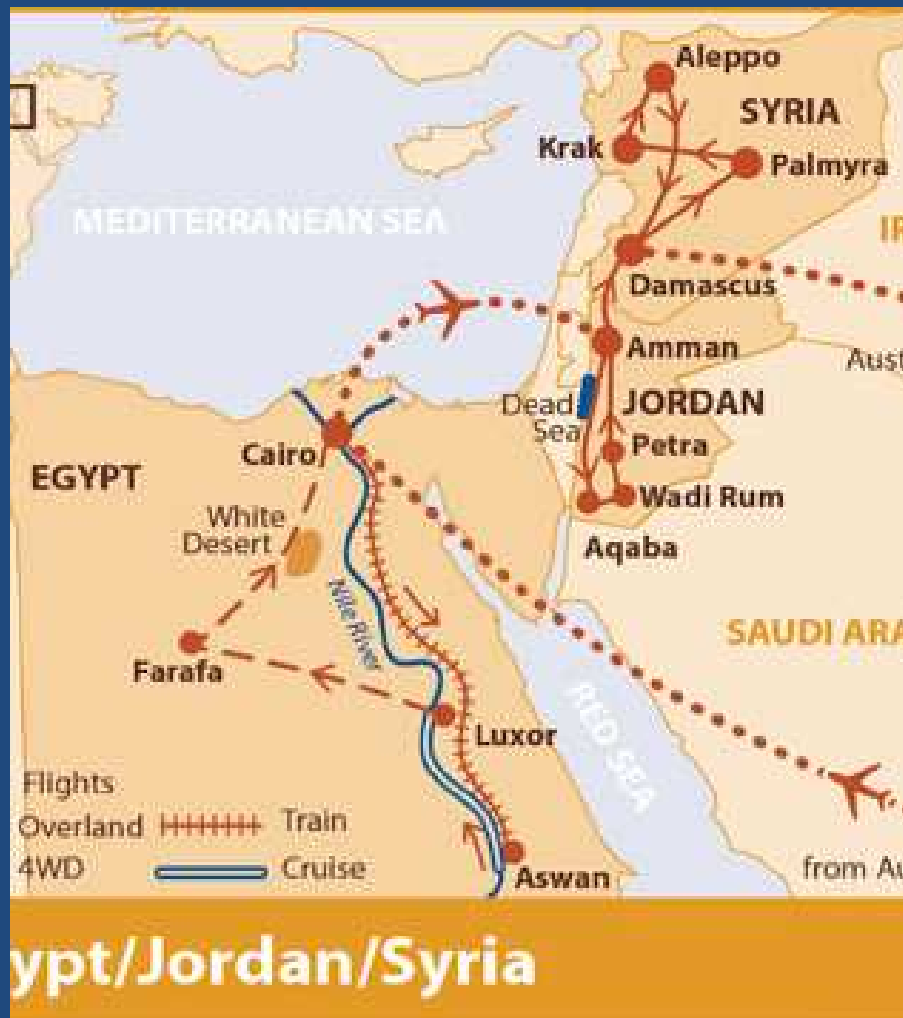 Aleppo
SYRIA
Krak
Palmyra
MEDITERRANEAN SEA
Damascus
Amman
Aust
Dead
Sea
JORDAN
Petra
Cairo
EGYPT
Wadi Rum
White
Desert
Aqaba
Nile River
SAUDI ARA
Farafa
RED SEA
Luxor
Flights
Overland
Train
4WD
Cruise
Aswan
from Au
ypt/Jordan/Syria